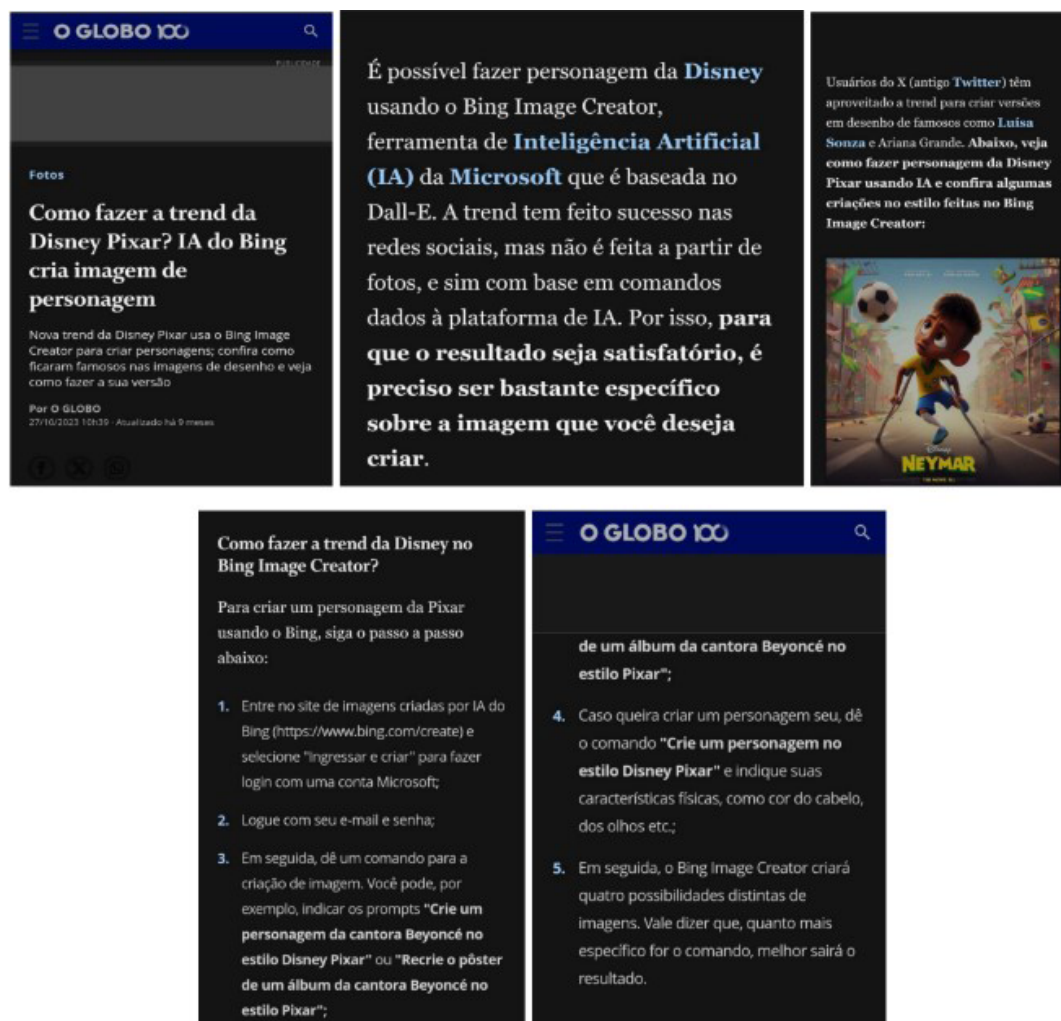 O GLOBO 100
PUBLICIDADE
Fotos
Como fazer a trend da
Disney Pixar? IA do Bing
cria imagem de
personagem
Nova trend da Disney Pixar usa o Bing Image
Creator para criar personagens; confira como
ficaram famosos nas imagens de desenho e veja
como fazer a sua versão
Por O GLOBO
27/10/2023 10h39 · Atualizado há 9 meses
É possível fazer personagem da Disney
usando o Bing Image Creator,
ferramenta de Inteligência Artificial
(IA) da Microsoft que é baseada no
Dall-E. A trend tem feito sucesso nas
redes sociais, mas não é feita a partir de
fotos, e sim com base em comandos
dados à plataforma de IA. Por isso, para
que o resultado seja satisfatório, é
preciso ser bastante específico
sobre a imagem que você deseja
criar.
Usuários do X (antigo Twitter) têm
aproveitado a trend para criar versões
em desenho de famosos como Luísa
Sonza e Ariana Grande. Abaixo, veja
como fazer personagem da Disney
Pixar usando IA e confira algumas
criações no estilo feitas no Bing
Image Creator:
Disney
NEYMAR
Como fazer a trend da Disney no
Bing Image Creator?
Para criar um personagem da Pixar
usando o Bing, siga o passo a passo
abaixo:
1. Entre no site de imagens criadas por IA do
Bing (https://www.bing.com/create) e
selecione "Ingressar e criar" para fazer
login com uma conta Microsoft;
2. Logue com seu e-mail e senha;
3. Em seguida, dê um comando para a
criação de imagem. Você pode, por
exemplo, indicar os prompts "Crie um
personagem da cantora Beyoncé no
estilo Disney Pixar" ou "Recrie o pôster
de um álbum da cantora Beyoncé no
estilo Pixar";
O GLOBO 100
de um álbum da cantora Beyoncé no
estilo Pixar";
4. Caso queira criar um personagem seu, dê
o comando "Crie um personagem no
estilo Disney Pixar" e indique suas
características físicas, como cor do cabelo,
dos olhos etc.;
5. Em seguida, o Bing Image Creator criará
quatro possibilidades distintas de
imagens. Vale dizer que, quanto mais
específico for o comando, melhor sairá o
resultado.